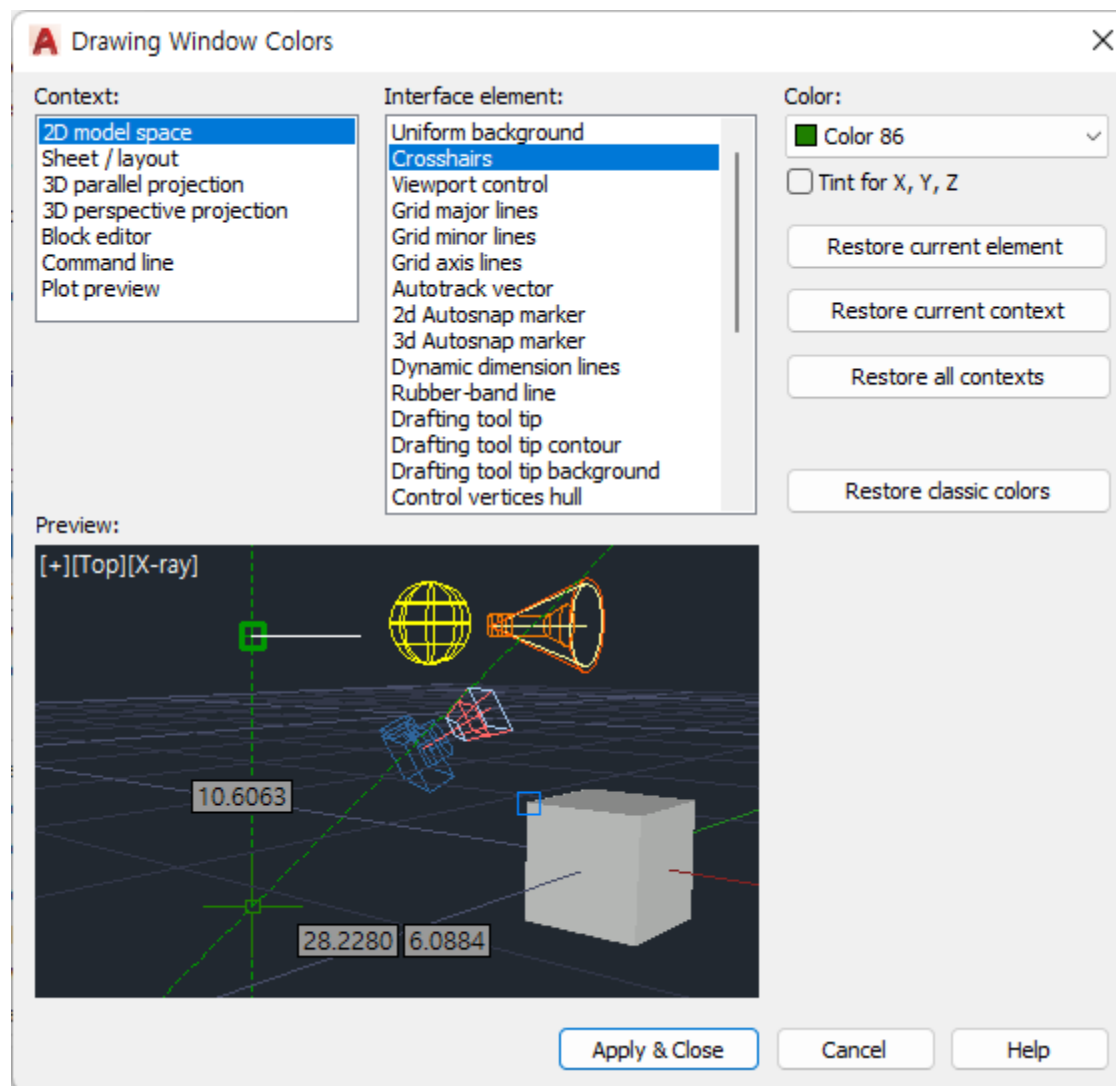 Drawing Window Colors
Context:
2D model space
Sheet / layout
3D parallel projection
3D perspective projection
Block editor
Command line
Plot preview
Interface element:
Uniform background
Crosshairs
Viewport control
Grid major lines
Grid minor lines
Grid axis lines
Autotrack vector
2d Autosnap marker
3d Autosnap marker
Dynamic dimension lines
Rubber-band line
Drafting tool tip
Drafting tool tip contour
Drafting tool tip background
Control vertices hull
Color:
Color 86
Tint for X, Y, Z
Restore current element
Restore current context
Restore all contexts
Restore classic colors
Preview:
[+][Top][X-ray]
10.6063
28.2280 6.0884
Apply & Close
Cancel
Help